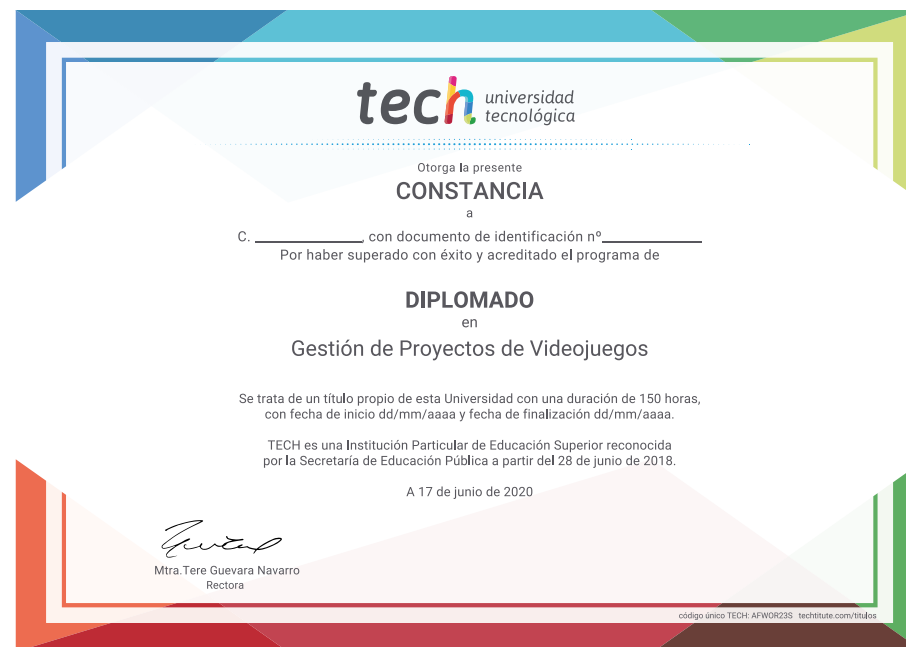 tech universidad
tecnológica
Otorga la presente
CONSTANCIA
a
C. ____________, con documento de identificación nº____________
Por haber superado con éxito y acreditado el programa de
DIPLOMADO
en
Gestión de Proyectos de Videojuegos
Se trata de un título propio de esta Universidad con una duración de 150 horas,
con fecha de inicio dd/mm/aaaa y fecha de finalización dd/mm/aaaa.
TECH es una Institución Particular de Educación Superior reconocida
por la Secretaría de Educación Pública a partir del 28 de junio de 2018.
A 17 de junio de 2020
Mtra.Tere Guevara Navarro
Rectora
código único TECH: AFWOR23S techtitute.com/titulos